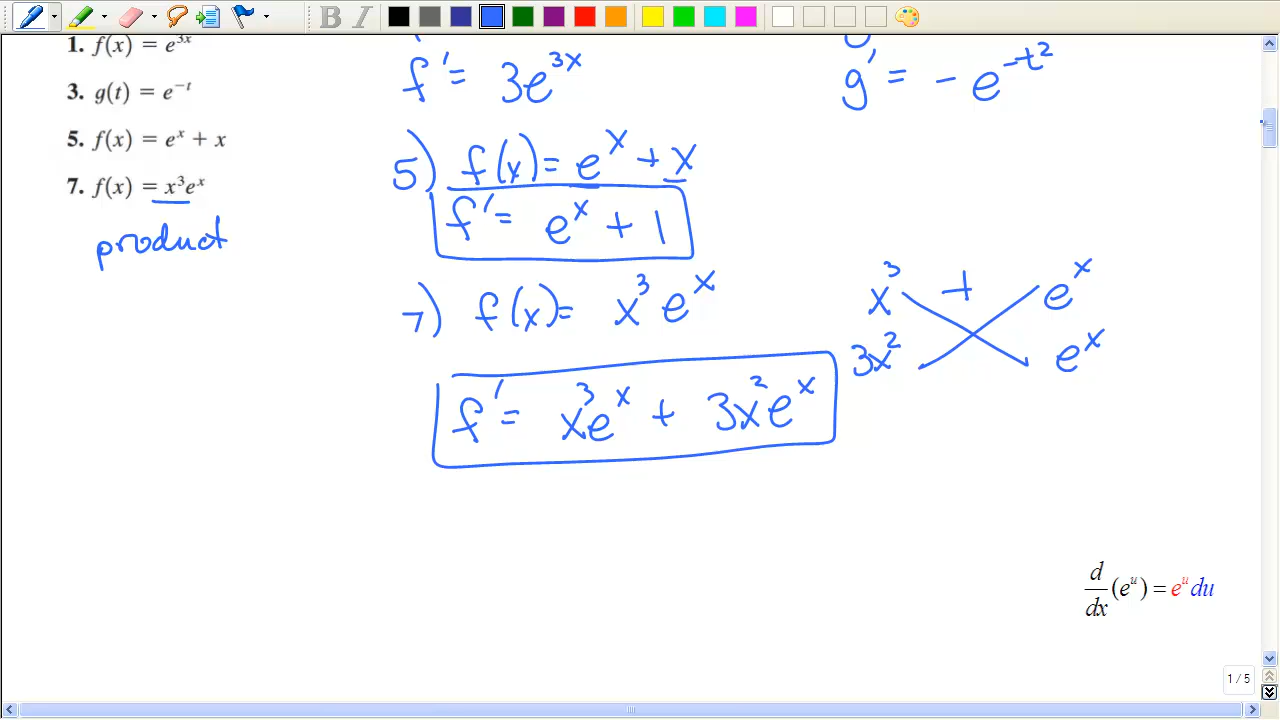 B I
1. f(x) = e^{3x}
3. g(t) = e^{-t}
5. f(x) = e^x + x
7. f(x) = x^3e^x
product
f' = 3e^{3x}
g' = -e^{-t^2}
5) f(x) = e^x + x
f' = e^x + 1
7) f(x) = x^3 e^x
x^3 + e^x
3x^2 e^x
f' = x^3e^x + 3x^2e^x
d/dx (e^u) = e^u du
1 / 5